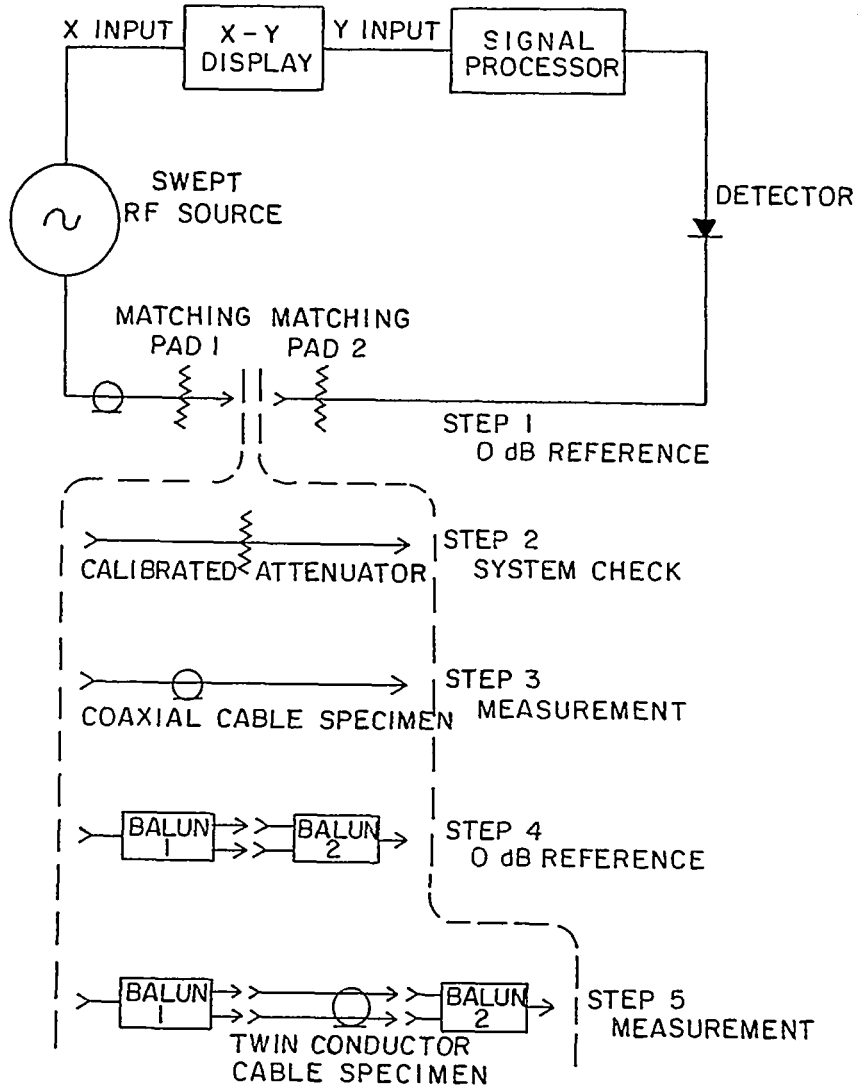 X INPUT
X-Y
DISPLAY
Y INPUT
SIGNAL
PROCESSOR
SWEPT
RF SOURCE
DETECTOR
MATCHING
PAD 1
MATCHING
PAD 2
STEP 1
0 dB REFERENCE
STEP 2
SYSTEM CHECK
CALIBRATED ATTENUATOR
STEP 3
MEASUREMENT
COAXIAL CABLE SPECIMEN
BALUN
1
BALUN
2
STEP 4
0 dB REFERENCE
BALUN
1
BALUN
2
STEP 5
MEASUREMENT
TWIN CONDUCTOR
CABLE SPECIMEN